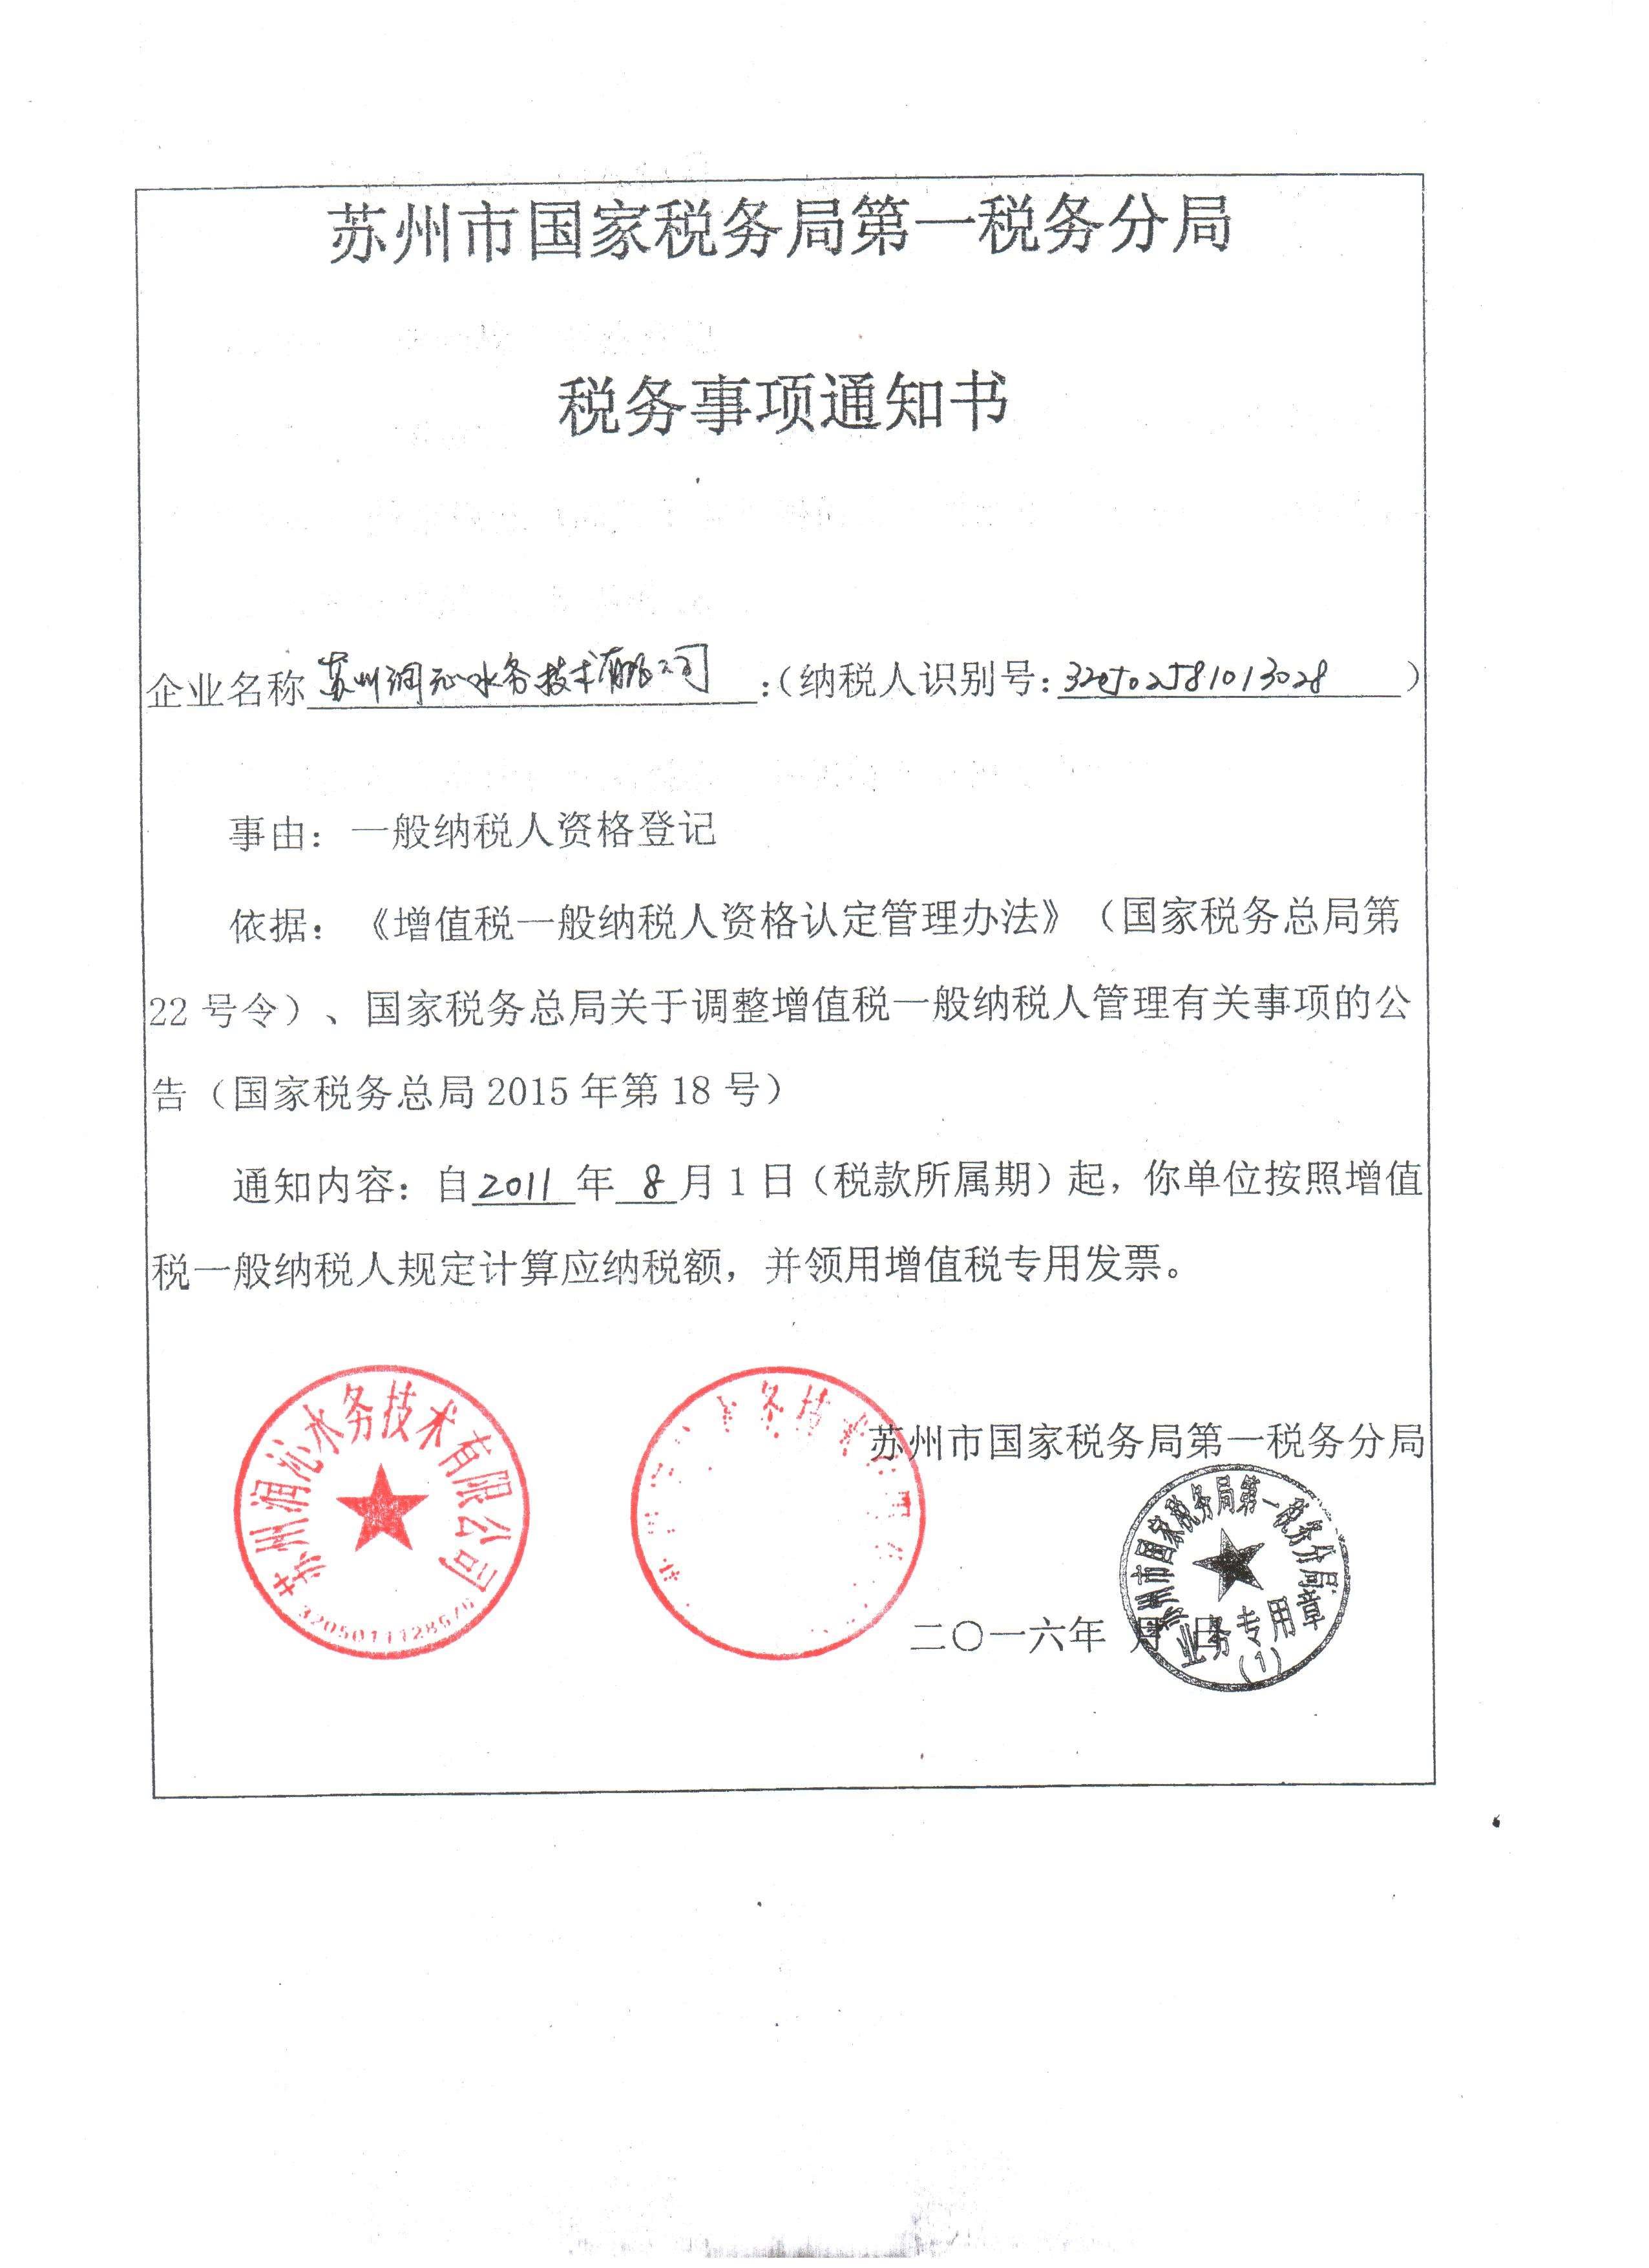 苏州市国家税务局第一税务分局
税务事项通知书
企业名称苏州润沁水务技术有限公司:(纳税人识别号:320502581013028)
事由：一般纳税人资格登记
依据：《增值税一般纳税人资格认定管理办法》（国家税务总局第
22号令）、国家税务总局关于调整增值税一般纳税人管理有关事项的公
告（国家税务总局2015年第18号）
通知内容：自2011年8月1日（税款所属期）起，你单位按照增值
税一般纳税人规定计算应纳税额，并领用增值税专用发票。
苏州润沁水务技术有限公司
务技术
苏州市国家税务局第一税务分局
苏州市国家税务局第一税务分局
业务专用章
(1)
二〇一六年 月 日